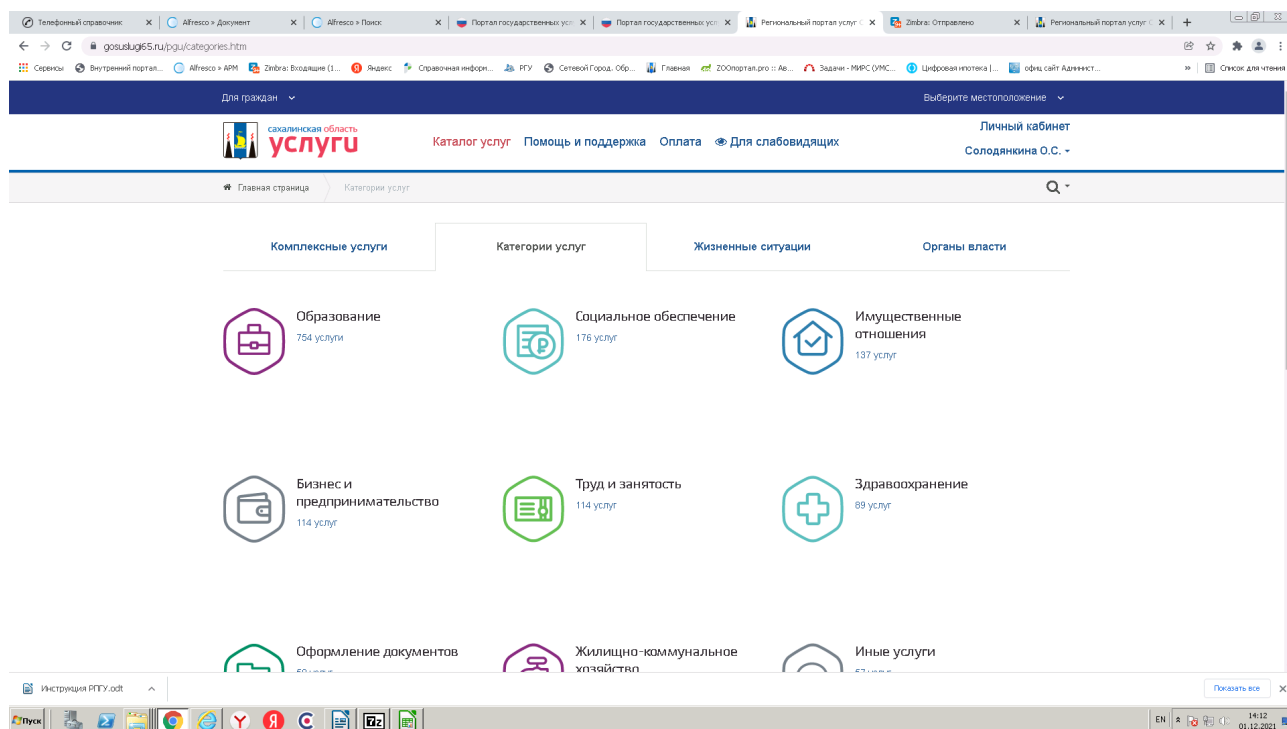 Телефонный справочник
Alfresco » Документ
Alfresco » Поиск
Портал государственных усл
Портал государственных усл
Региональный портал услуг С
Zimbra: Отправлено
Региональный портал услуг С
gosuslugi65.ru/pgu/categories.htm
Сервисы
Внутренний портал...
Alfresco » АРМ
Zimbra: Входящие (1...
Яндекс
Справочная информ...
РГУ
Сетевой Город. Обр...
Главная
ZOOпортал.pro :: Ав...
Задачи - МИРС (УМС...
Цифровая ипотека |...
офиц сайт Админист...
»
Список для чтения
Для граждан
Выберите местоположение
сахалинская область
услуги
Каталог услуг
Помощь и поддержка
Оплата
Для слабовидящих
Личный кабинет
Солодянкина О.С.
Главная страница
Категории услуг
Комплексные услуги
Категории услуг
Жизненные ситуации
Органы власти
Образование
754 услуги
Социальное обеспечение
176 услуг
Имущественные
отношения
137 услуг
Бизнес и
предпринимательство
114 услуг
Труд и занятость
114 услуг
Здравоохранение
89 услуг
Оформление документов
Жилищно-коммунальное
хозяйство
Иные услуги
Инструкция РПГУ.odt
Показать все
Пуск
7z
EN
14:12
01.12.2021